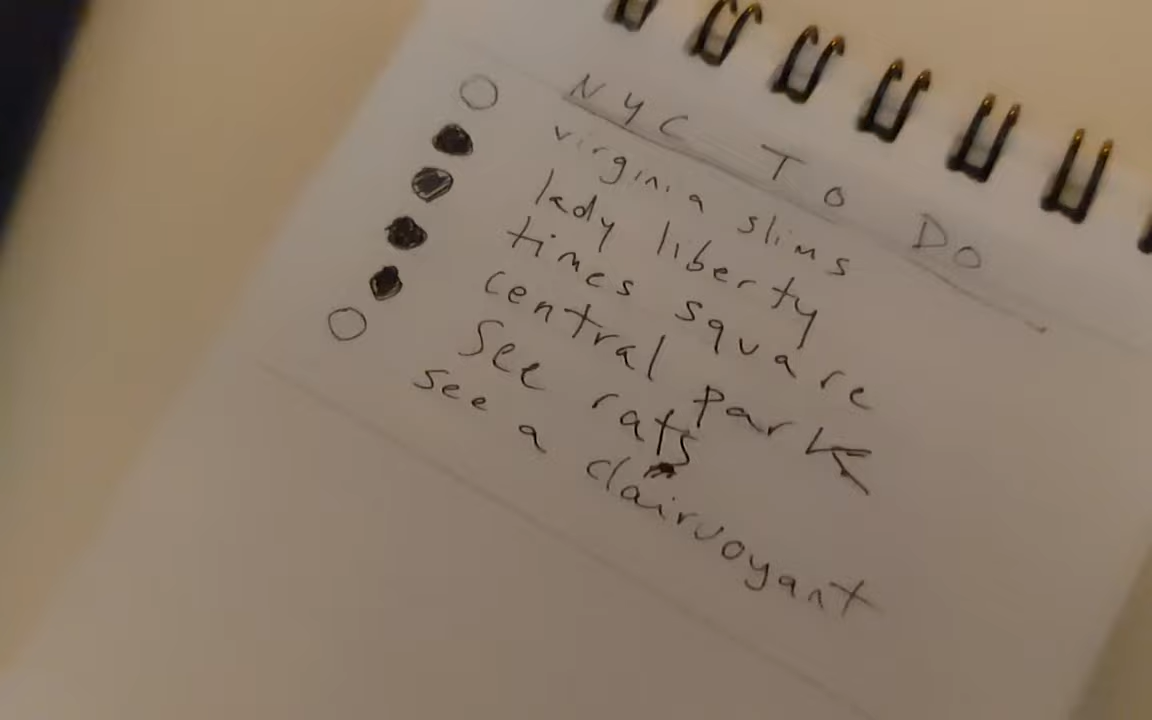 NYC TO DO
virginia slims
lady liberty
times square
central park
See rats
see a clairvoyant